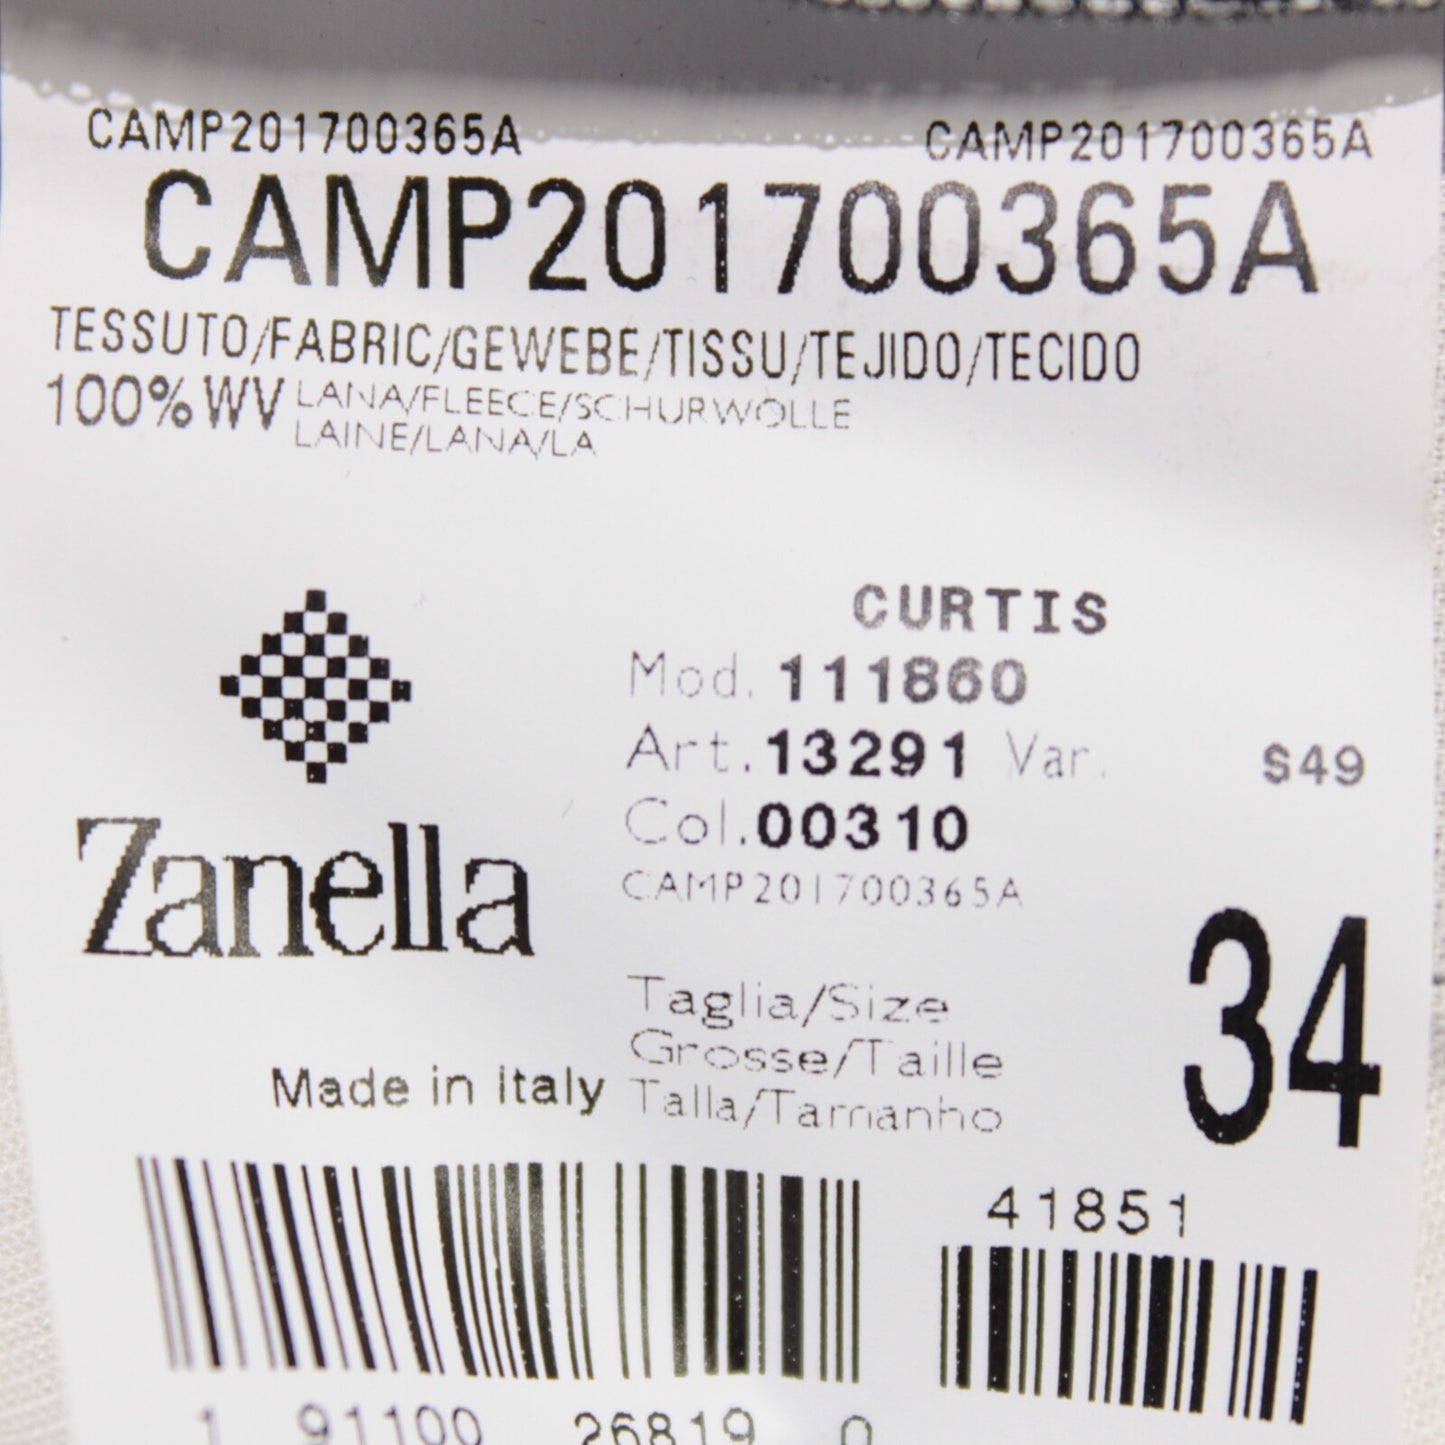 CAMP201700365A CAMP201700365A
CAMP201700365A
TESSUTO/FABRIC/GEWEBE/TISSU/TEJIDO/TECIDO
100% WV LANA/FLEECE/SCHURWOLLE
LAINE/LANA/LA
CURTIS
Mod. 111860
Art. 13291 Var. S49
Col. 00310
CAMP201700365A
Zanella
34
Taglia/Size
Grosse/Taille
Talla/Tamanho
Made in Italy
41851
1 91100 26819 0